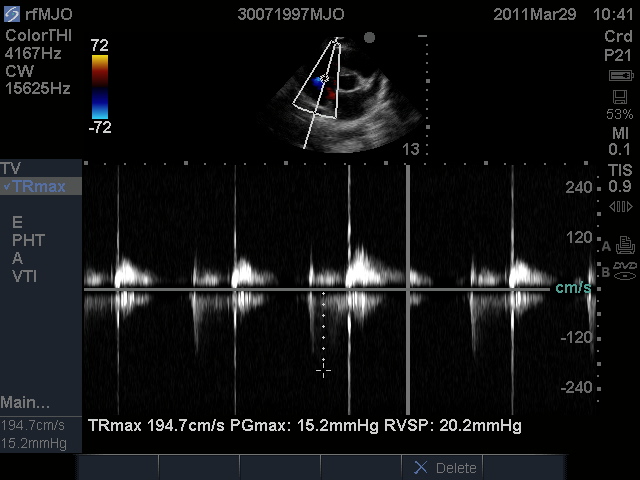 rfMJO 30071997MJO 2011Mar29 10:41
ColorTHI
4167Hz
CW
15625Hz
72
-72
Crd
P21
53%
MI
0.1
TIS
0.9
13
TV
✓TRmax
E
PHT
A
VTI
Main...
240
120
cm/s
-120
-240
A
B DVD
194.7cm/s
15.2mmHg
TRmax 194.7cm/s PGmax: 15.2mmHg RVSP: 20.2mmHg
Delete